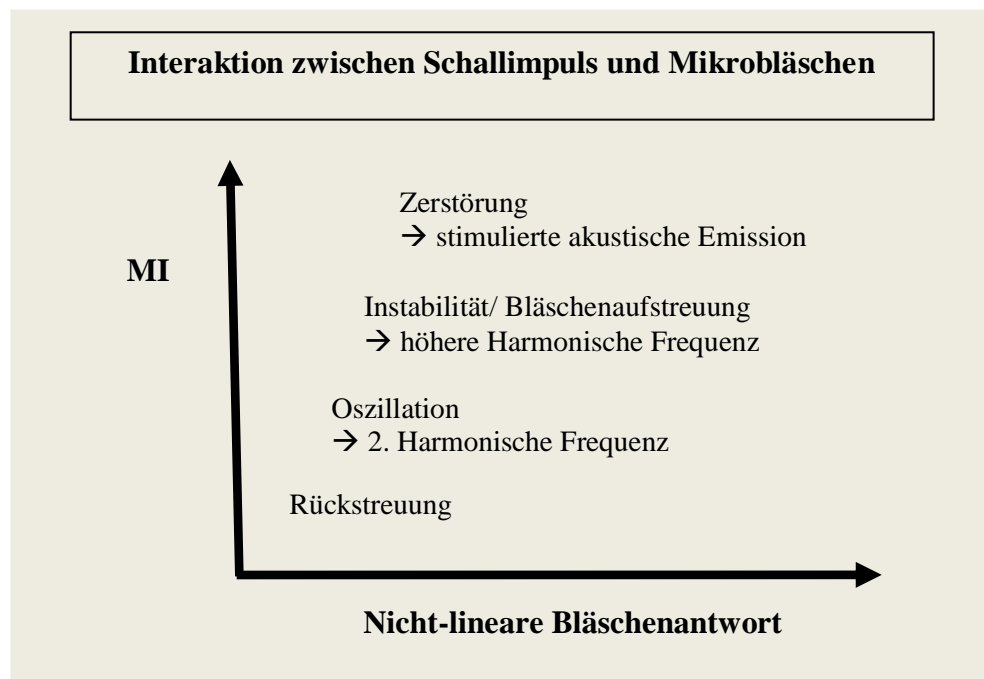 Interaktion zwischen Schallimpuls und Mikrobläschen
Zerstörung
→ stimulierte akustische Emission
MI
Instabilität/ Bläschenaufstreuung
→ höhere Harmonische Frequenz
Oszillation
→ 2. Harmonische Frequenz
Rückstreuung
Nicht-lineare Bläschenantwort